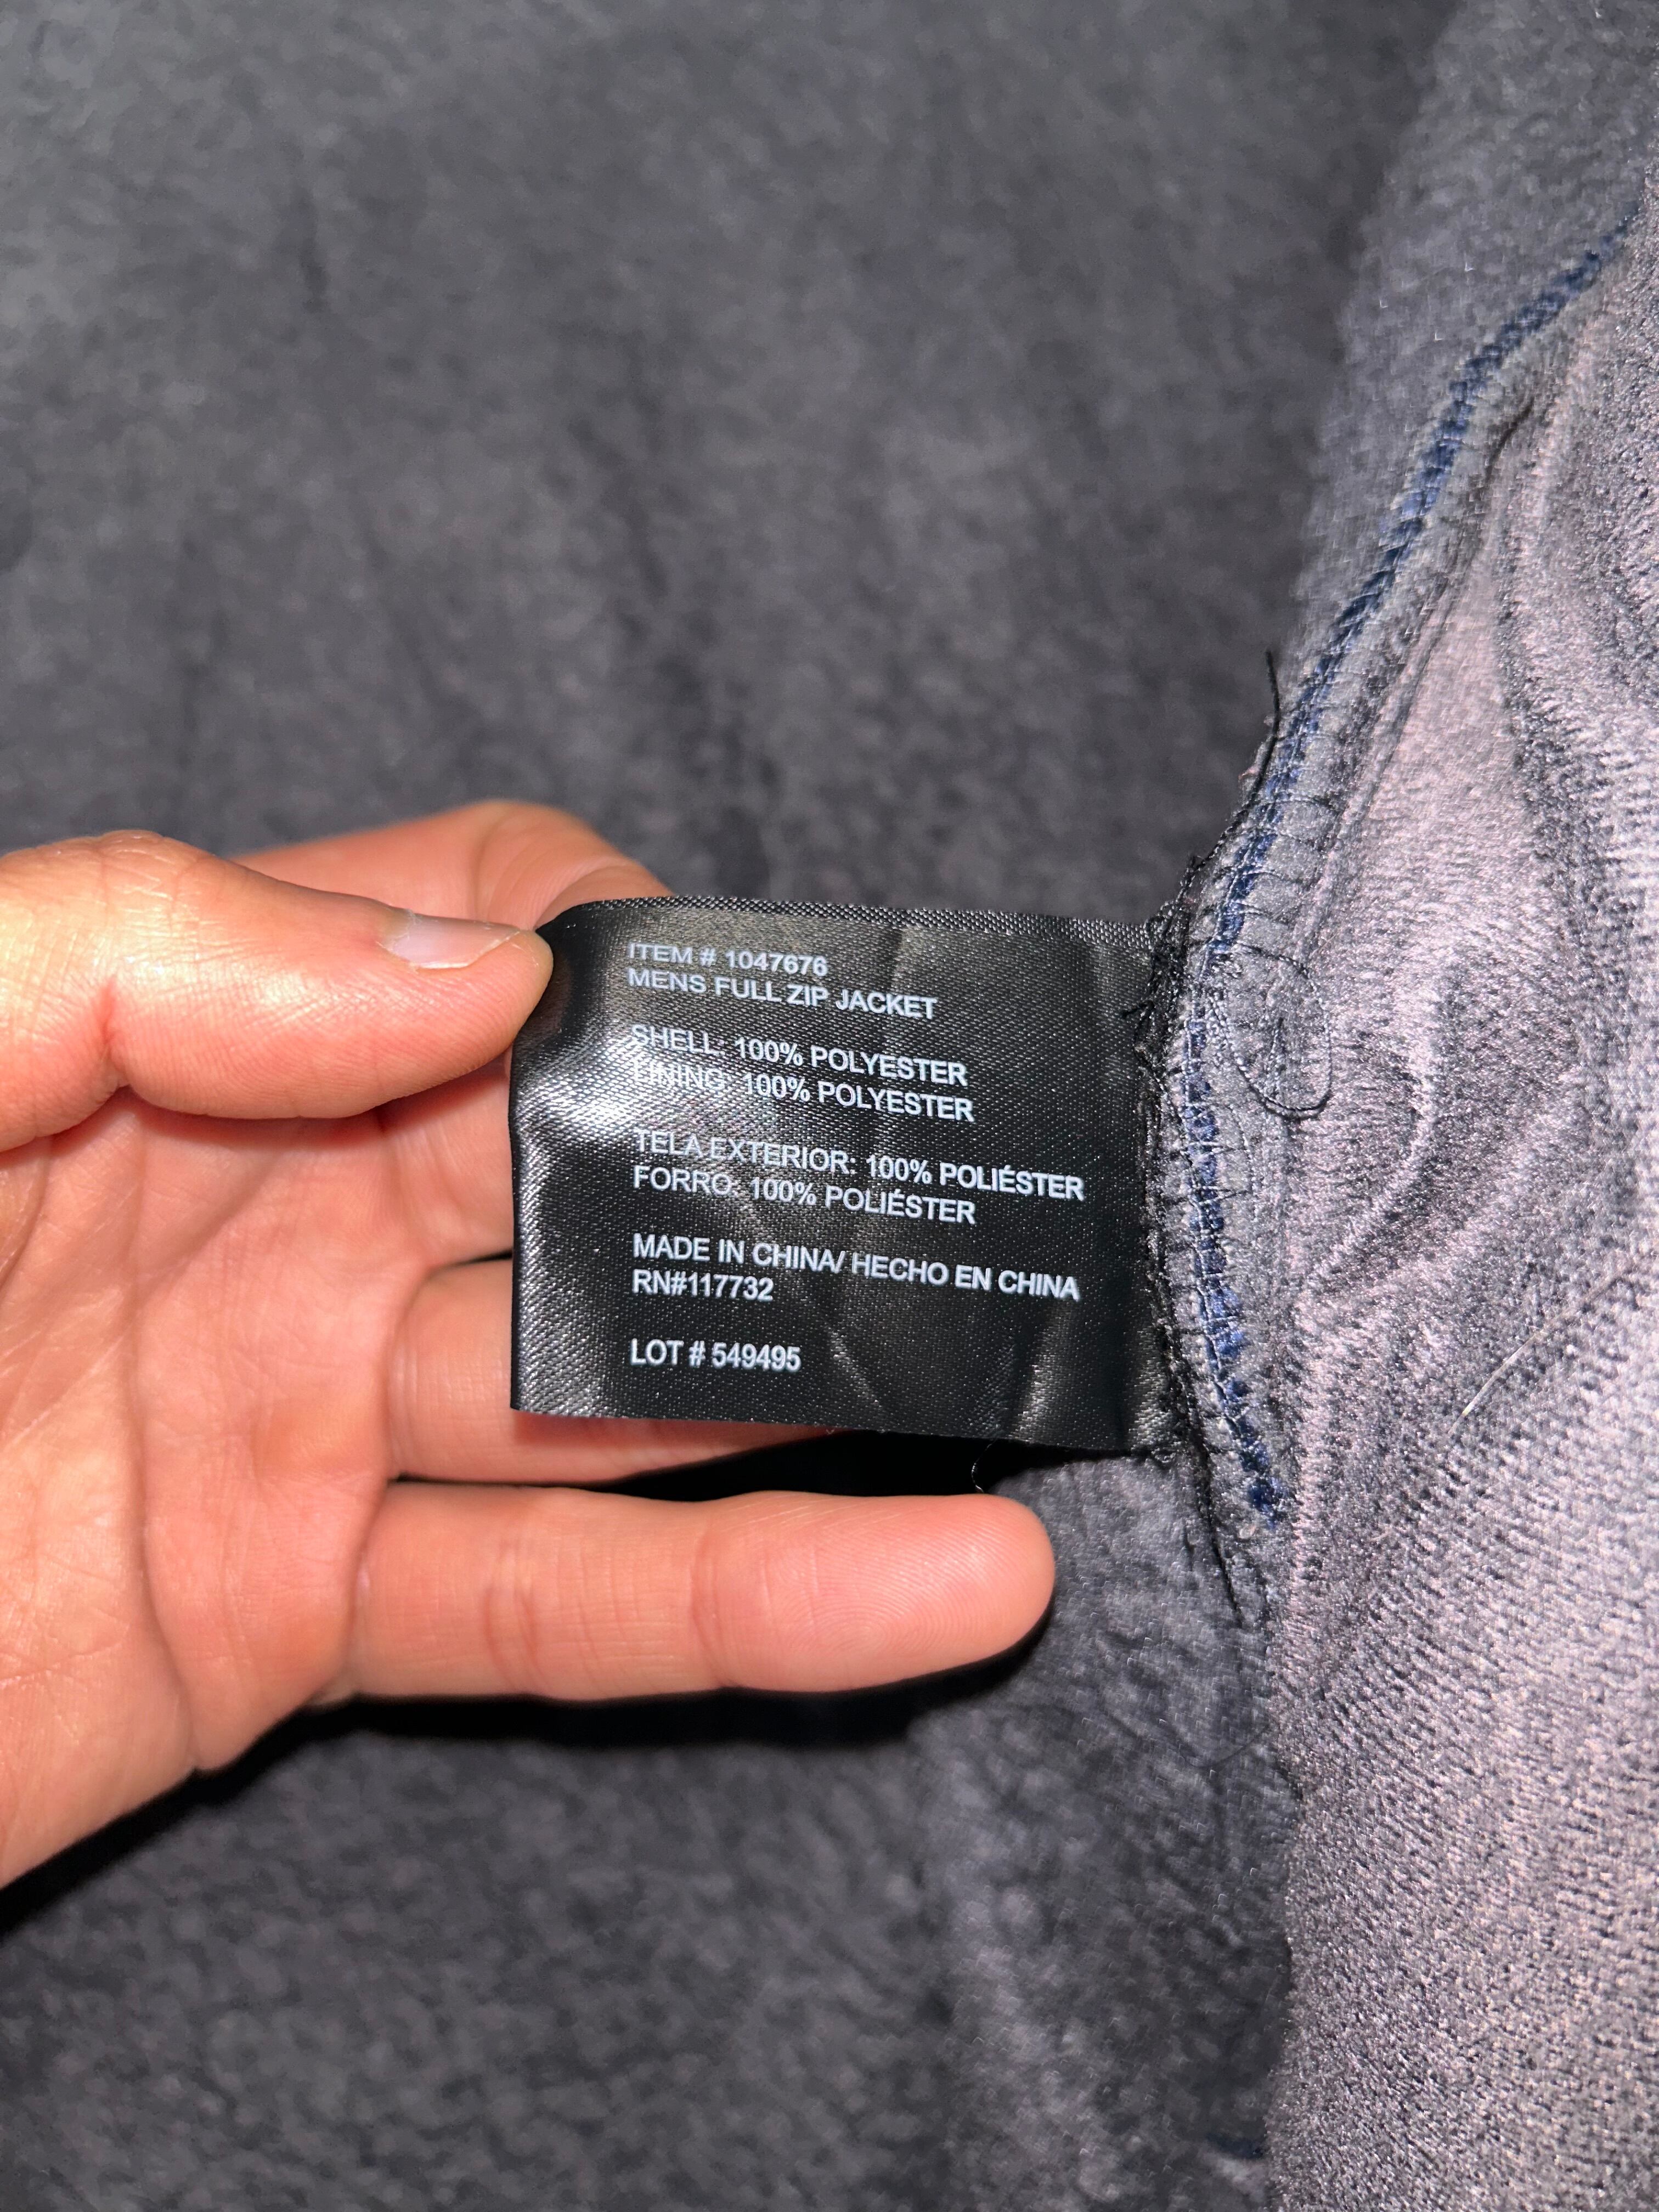 ITEM # 1047676
MENS FULL ZIP JACKET
SHELL: 100% POLYESTER
LINING: 100% POLYESTER
TELA EXTERIOR: 100% POLIÉSTER
FORRO: 100% POLIÉSTER
MADE IN CHINA/ HECHO EN CHINA
RN#117732
LOT # 549495